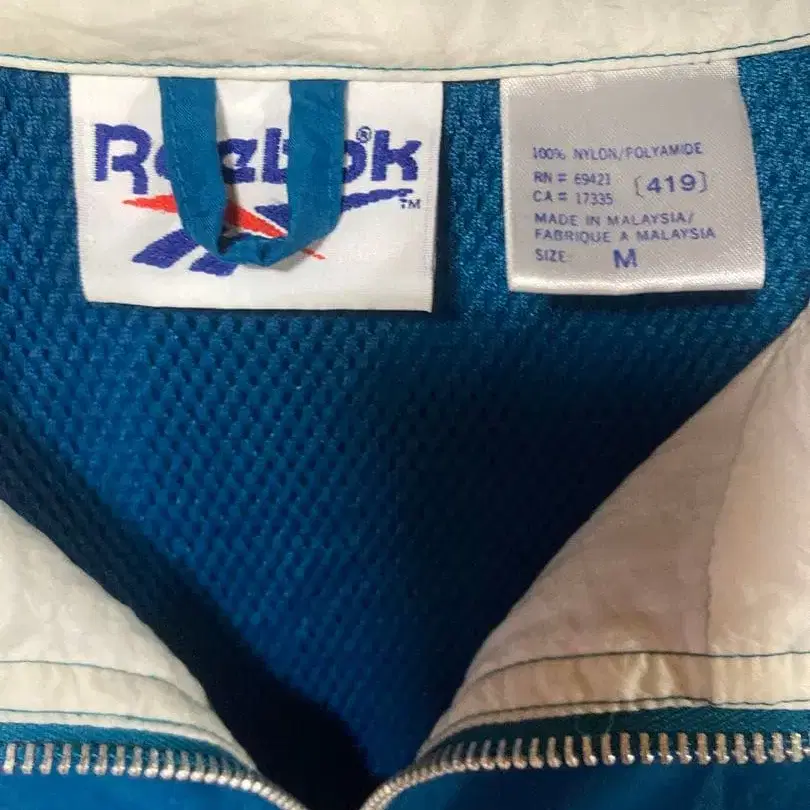 Reebok®
TM
100% NYLON/POLYAMIDE
RN = 69421
CA = 17335
(419)
MADE IN MALAYSIA/
FABRIQUE A MALAYSIA
SIZE M